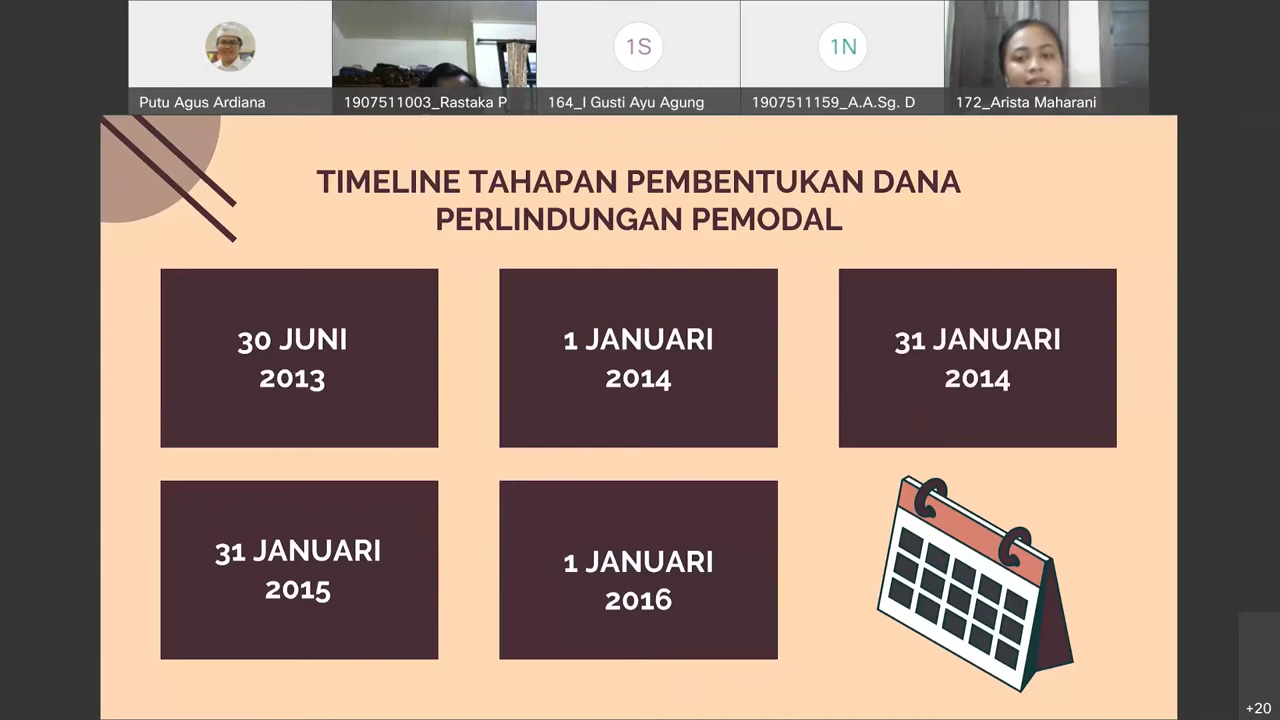 1S
1N
Putu Agus Ardiana
1907511003_Rastaka P
164_I Gusti Ayu Agung
1907511159_A.A.Sg. D
172_Arista Maharani
TIMELINE TAHAPAN PEMBENTUKAN DANA
PERLINDUNGAN PEMODAL
30 JUNI
2013
1 JANUARI
2014
31 JANUARI
2014
31 JANUARI
2015
1 JANUARI
2016
+20